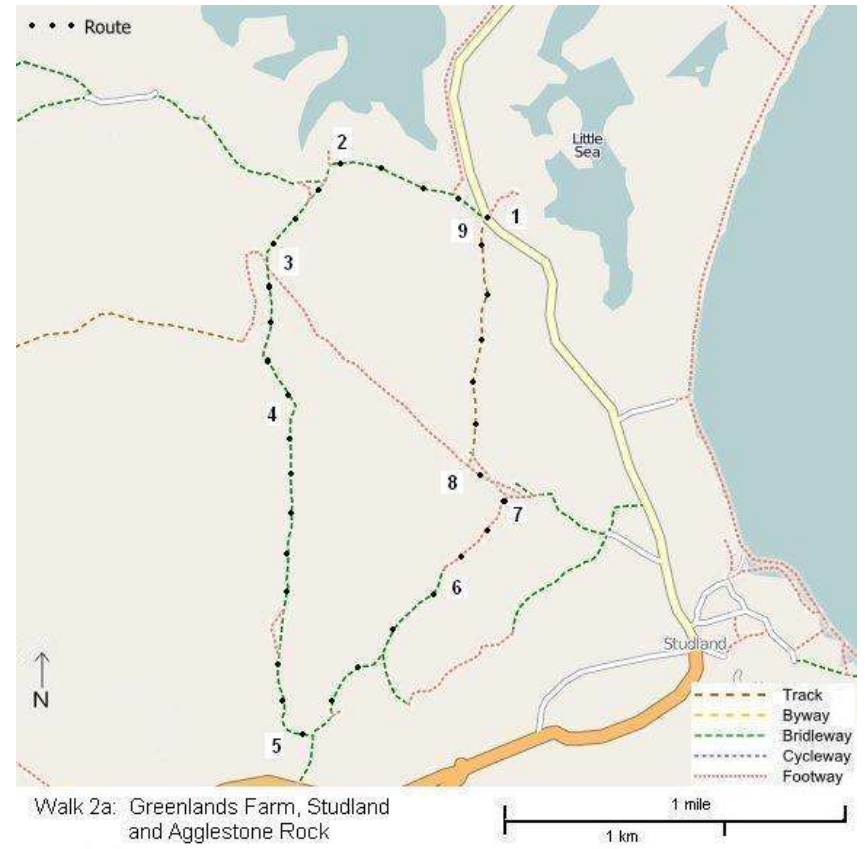 Route
2
Little
Sea
1
9
3
4
8
7
6
Studland
N
5
Track
Byway
Bridleway
Cycleway
Footway
Walk 2a: Greenlands Farm, Studland
and Agglestone Rock
1 mile
1 km